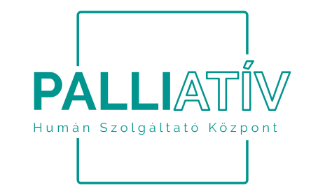 PALLIATÍV
Humán Szolgáltató Központ